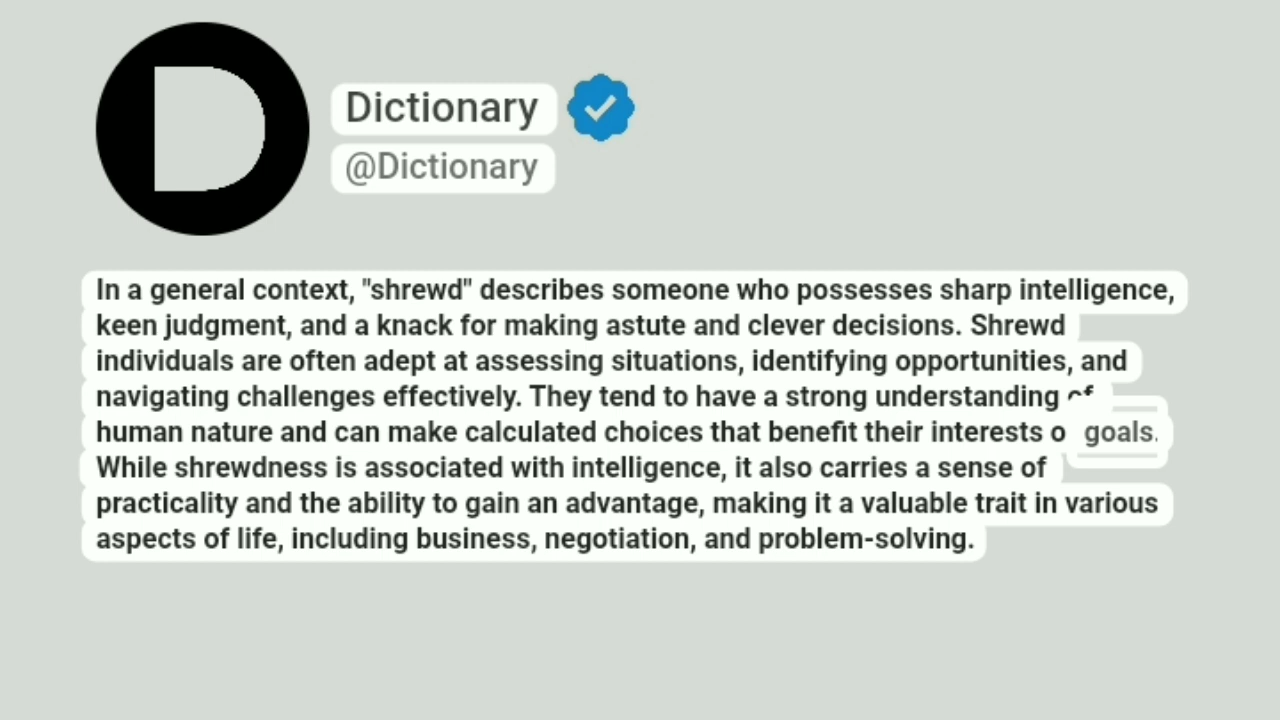 D
Dictionary
@Dictionary
In a general context, "shrewd" describes someone who possesses sharp intelligence,
keen judgment, and a knack for making astute and clever decisions. Shrewd
individuals are often adept at assessing situations, identifying opportunities, and
navigating challenges effectively. They tend to have a strong understanding of
human nature and can make calculated choices that benefit their interests o goals.
While shrewdness is associated with intelligence, it also carries a sense of
practicality and the ability to gain an advantage, making it a valuable trait in various
aspects of life, including business, negotiation, and problem-solving.